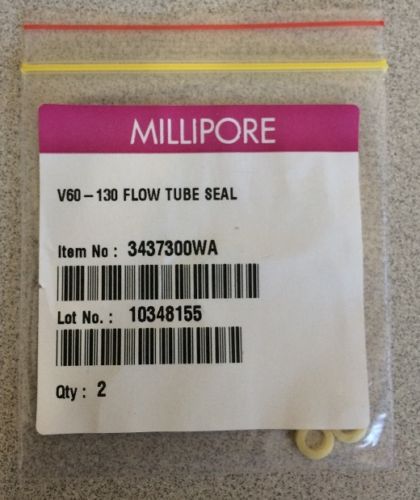 MILLIPORE
V60-130 FLOW TUBE SEAL
Item No : 3437300WA
Lot No. : 10348155
Qty : 2